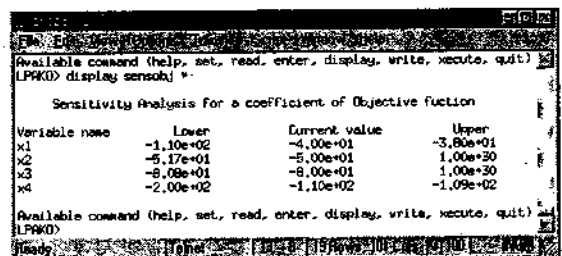 Available command (help, set, read, enter, display, write, xecute, quit)
LPAKO> display sensobj *
Sensitivity Analysis for a coefficient of Objective fuction
Variable name Lower Current value Upper
x1 -1.10e+02 -4.00e+01 -3.80e+01
x2 -5.17e+01 -5.00e+01 1.00e+30
x3 -8.08e+01 -8.00e+01 1.00e+30
x4 -2.00e+02 -1.10e+02 -1.09e+02
Available command (help, set, read, enter, display, write, xecute, quit)
LPAKO>
Ready Telnet